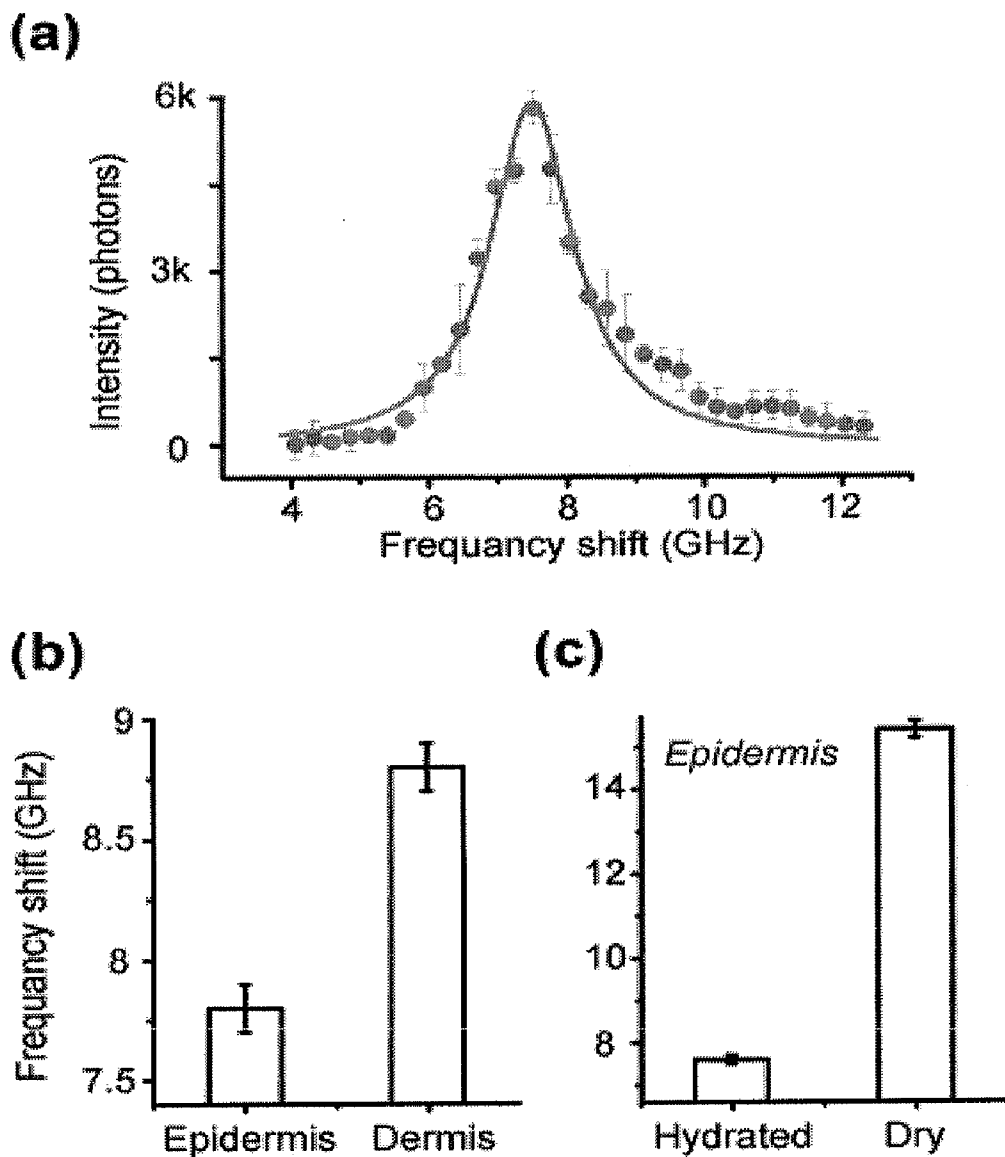 (a)
6k
3k
0
Intensity (photons)
4 6 8 10 12
Frequancy shift (GHz)
(b)
9
8.5
8
7.5
Frequancy shift (GHz)
Epidermis Dermis
(c)
Epidermis
14
12
10
8
Hydrated Dry